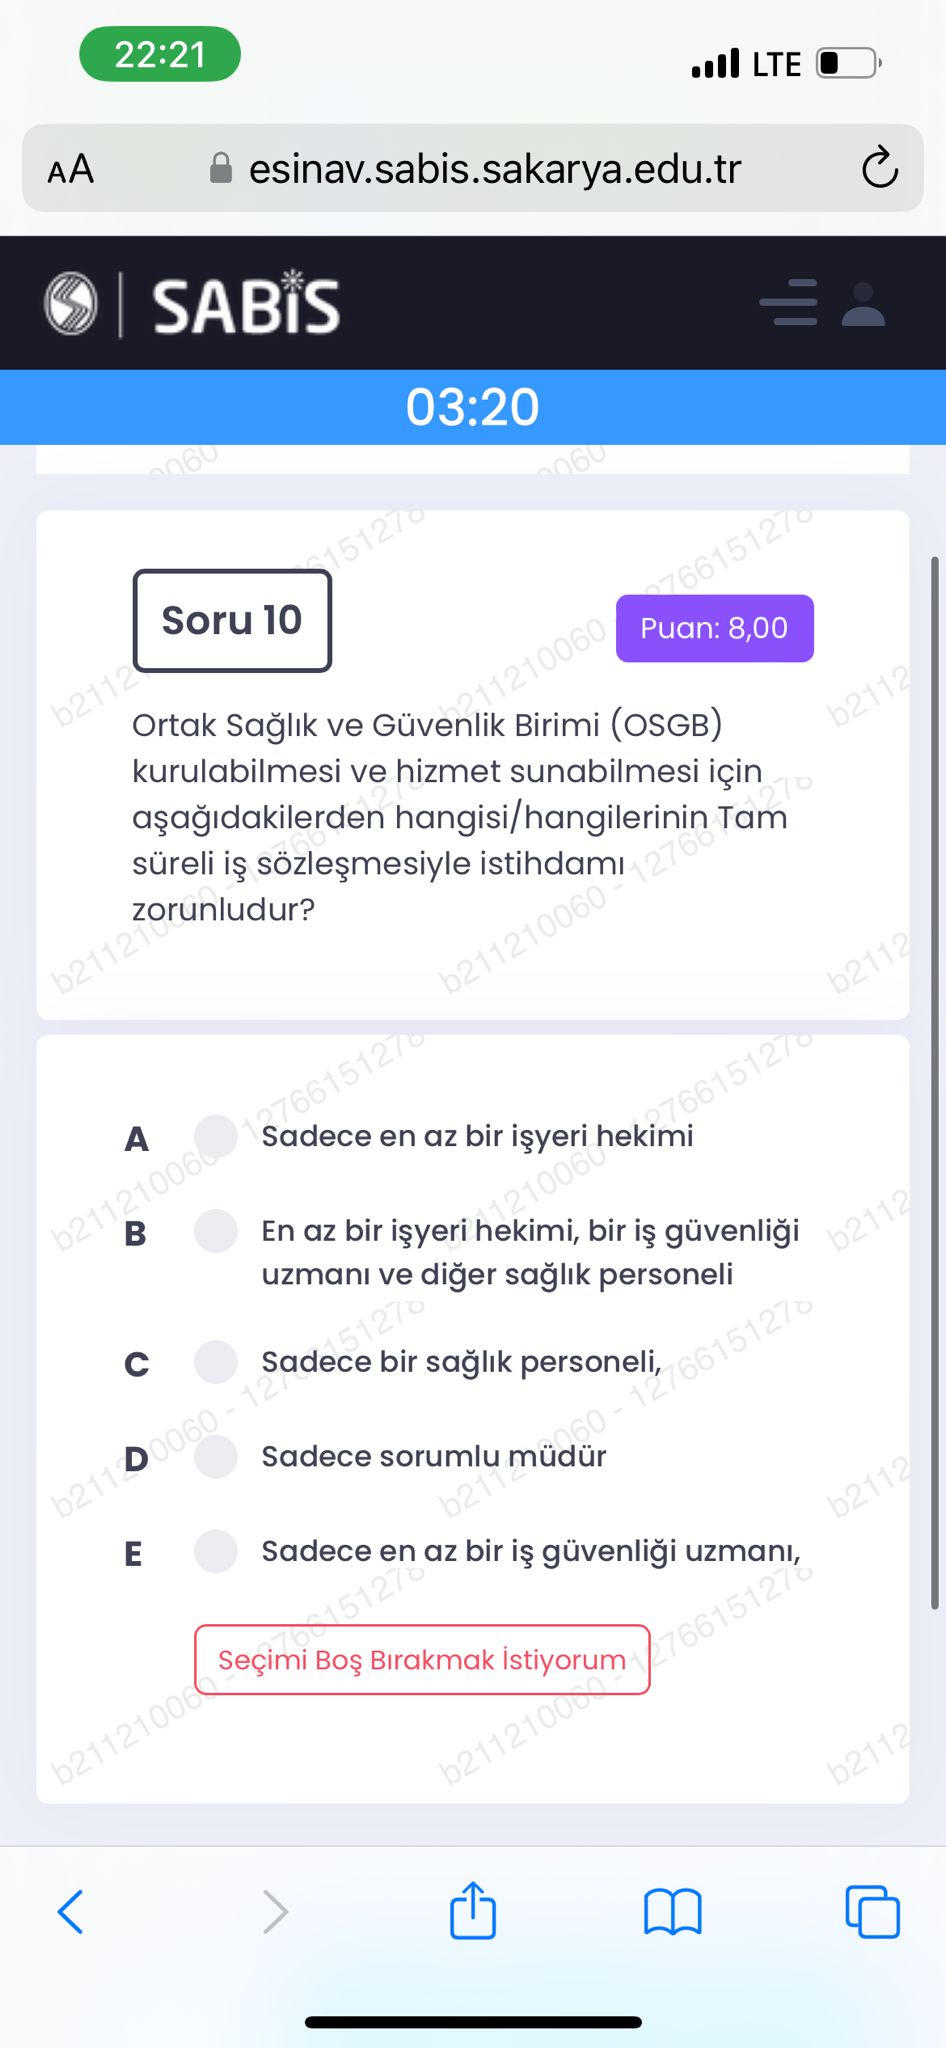 22:21
LTE
AA
esinav.sabis.sakarya.edu.tr
SABİS
03:20
Soru 10
Puan: 8,00
Ortak Sağlık ve Güvenlik Birimi (OSGB)
kurulabilmesi ve hizmet sunabilmesi için
aşağıdakilerden hangisi/hangilerinin Tam
süreli iş sözleşmesiyle istihdamı
zorunludur?
A Sadece en az bir işyeri hekimi
B En az bir işyeri hekimi, bir iş güvenliği
uzmanı ve diğer sağlık personeli
C Sadece bir sağlık personeli,
D Sadece sorumlu müdür
E Sadece en az bir iş güvenliği uzmanı,
Seçimi Boş Bırakmak İstiyorum
b211210060 - 12766151278